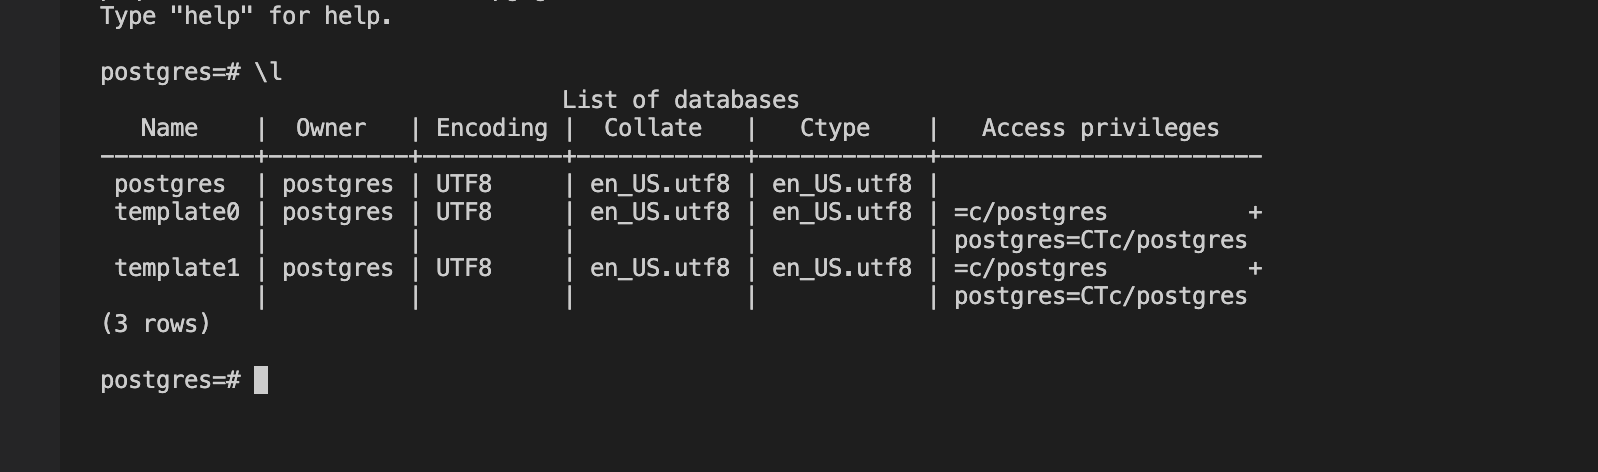 Type "help" for help.
postgres=# \l
                                 List of databases
   Name    |  Owner   | Encoding |  Collate   |   Ctype    |   Access privileges
-----------+----------+----------+------------+------------+-----------------------
 postgres  | postgres | UTF8     | en_US.utf8 | en_US.utf8 |
 template0 | postgres | UTF8     | en_US.utf8 | en_US.utf8 | =c/postgres          +
           |          |          |            |            | postgres=CTc/postgres
 template1 | postgres | UTF8     | en_US.utf8 | en_US.utf8 | =c/postgres          +
           |          |          |            |            | postgres=CTc/postgres
(3 rows)
postgres=#